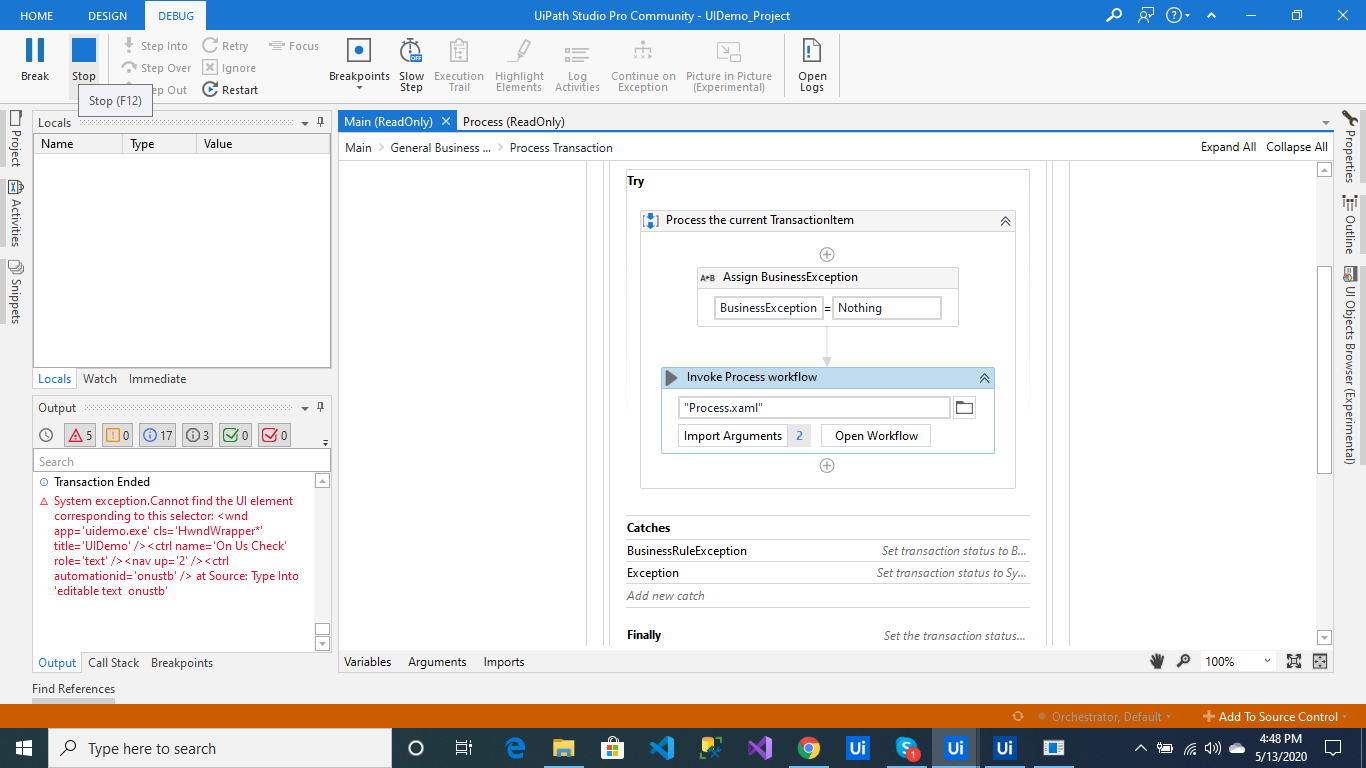 HOME DESIGN DEBUG UiPath Studio Pro Community - UIDemo_Project
Break
Stop
Step Into
Step Over
ep Out
Retry
Ignore
Restart
Focus
Breakpoints
Slow
Step
Execution
Trail
Highlight
Elements
Log
Activities
Continue on
Exception
Picture in Picture
(Experimental)
Open
Logs
Stop (F12)
Project
Activities
Snippets
Locals
Name Type Value
Locals Watch Immediate
Output
5 0 17 3 0 0
Search
Transaction Ended
System exception.Cannot find the UI element
corresponding to this selector: <wnd
app='uidemo.exe' cls='HwndWrapper*'
title='UIDemo' /><ctrl name='On Us Check'
role='text' /><nav up='2' /><ctrl
automationid='onustb' /> at Source: Type Into
'editable text  onustb'
Output Call Stack Breakpoints
Find References
Main (ReadOnly) Process (ReadOnly)
Main > General Business ... > Process Transaction
Expand All Collapse All
Try
Process the current TransactionItem
A+B Assign BusinessException
BusinessException = Nothing
Invoke Process workflow
"Process.xaml"
Import Arguments 2 Open Workflow
Catches
BusinessRuleException Set transaction status to B...
Exception Set transaction status to Sy...
Add new catch
Finally Set the transaction status...
Variables Arguments Imports
100%
Properties
Outline
UI Objects Browser (Experimental)
Orchestrator, Default
Add To Source Control
Type here to search
Ui
1
Ui
Ui
4:48 PM
5/13/2020